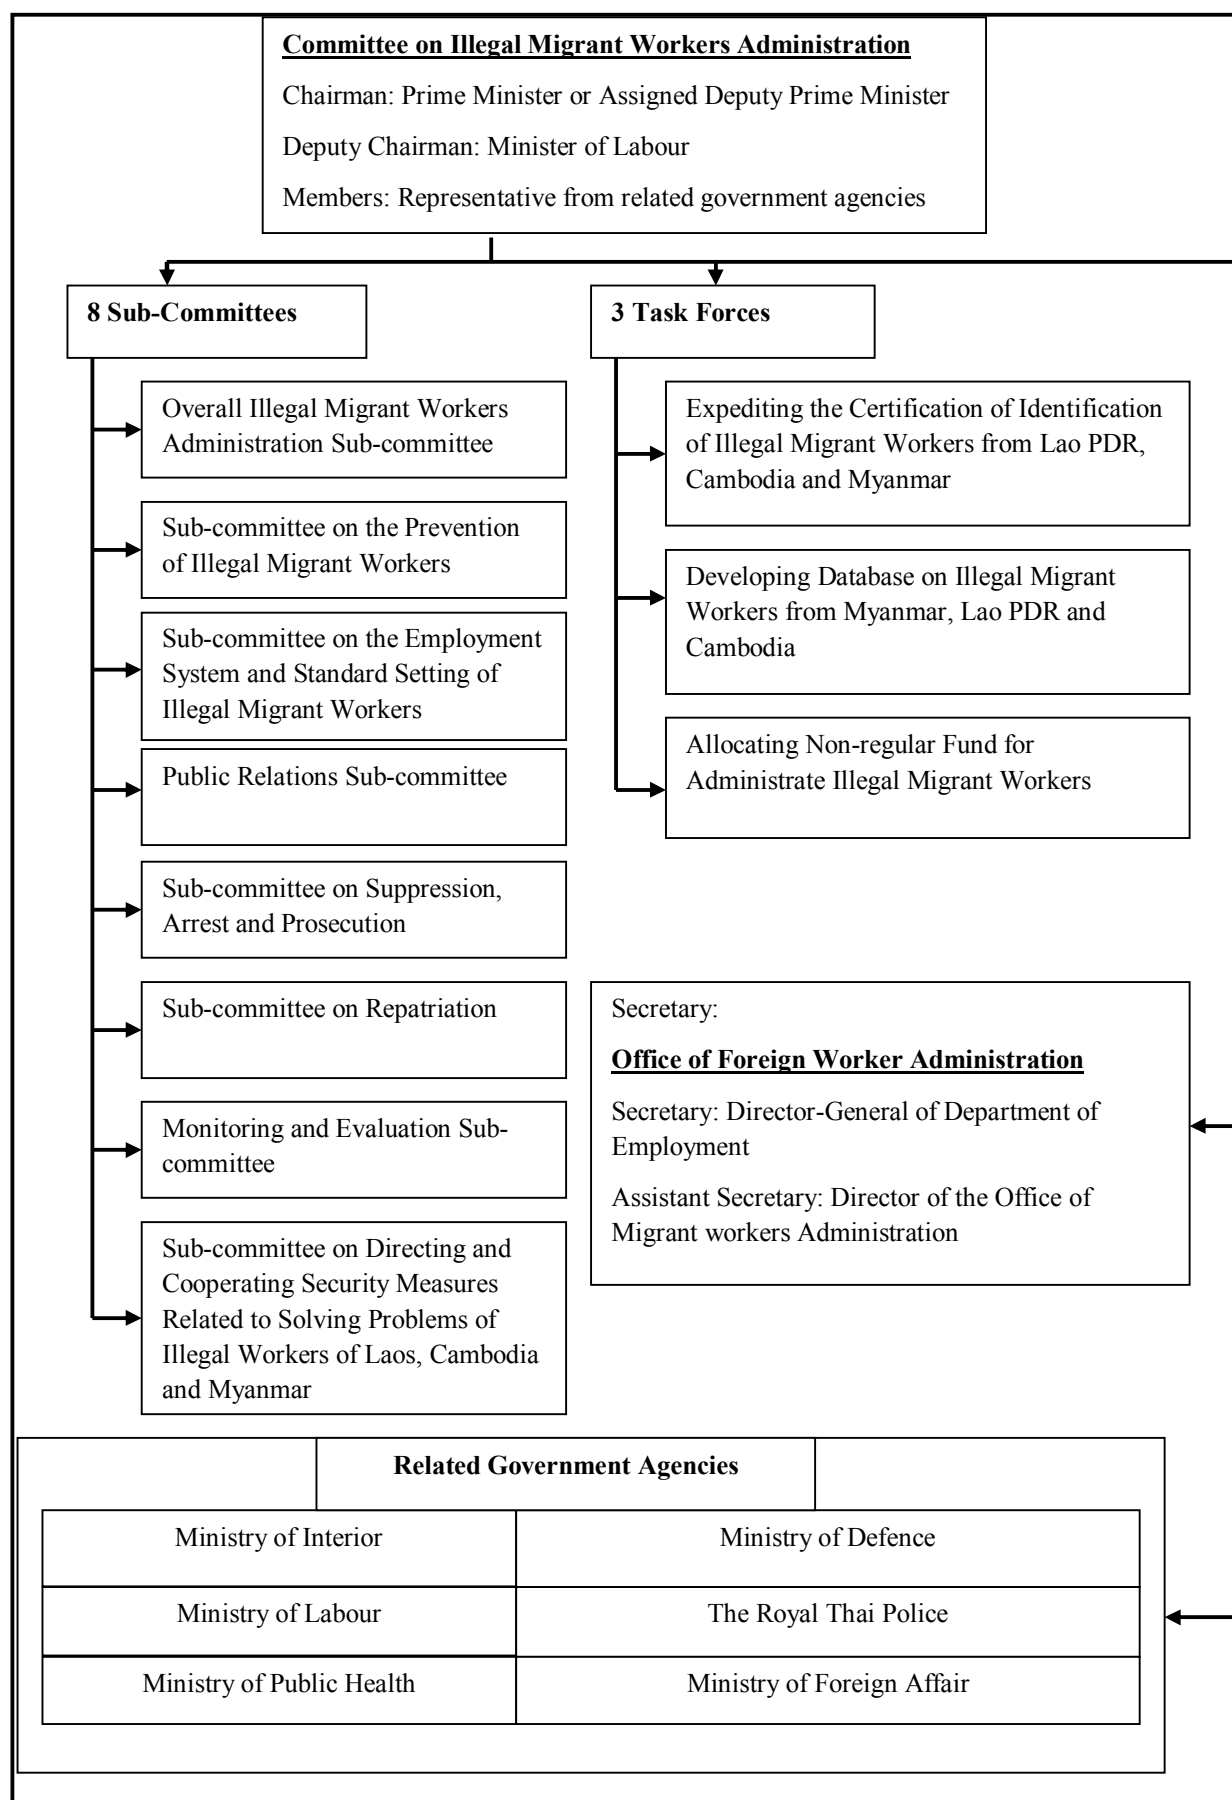 Committee on Illegal Migrant Workers Administration
Chairman: Prime Minister or Assigned Deputy Prime Minister
Deputy Chairman: Minister of Labour
Members: Representative from related government agencies
8 Sub-Committees
Overall Illegal Migrant Workers
Administration Sub-committee
Sub-committee on the Prevention
of Illegal Migrant Workers
Sub-committee on the Employment
System and Standard Setting of
Illegal Migrant Workers
Public Relations Sub-committee
Sub-committee on Suppression,
Arrest and Prosecution
Sub-committee on Repatriation
Monitoring and Evaluation Sub-
committee
Sub-committee on Directing and
Cooperating Security Measures
Related to Solving Problems of
Illegal Workers of Laos, Cambodia
and Myanmar
3 Task Forces
Expediting the Certification of Identification
of Illegal Migrant Workers from Lao PDR,
Cambodia and Myanmar
Developing Database on Illegal Migrant
Workers from Myanmar, Lao PDR and
Cambodia
Allocating Non-regular Fund for
Administrate Illegal Migrant Workers
Secretary:
Office of Foreign Worker Administration
Secretary: Director-General of Department of
Employment
Assistant Secretary: Director of the Office of
Migrant workers Administration
Related Government Agencies
Ministry of Interior
Ministry of Defence
Ministry of Labour
The Royal Thai Police
Ministry of Public Health
Ministry of Foreign Affair